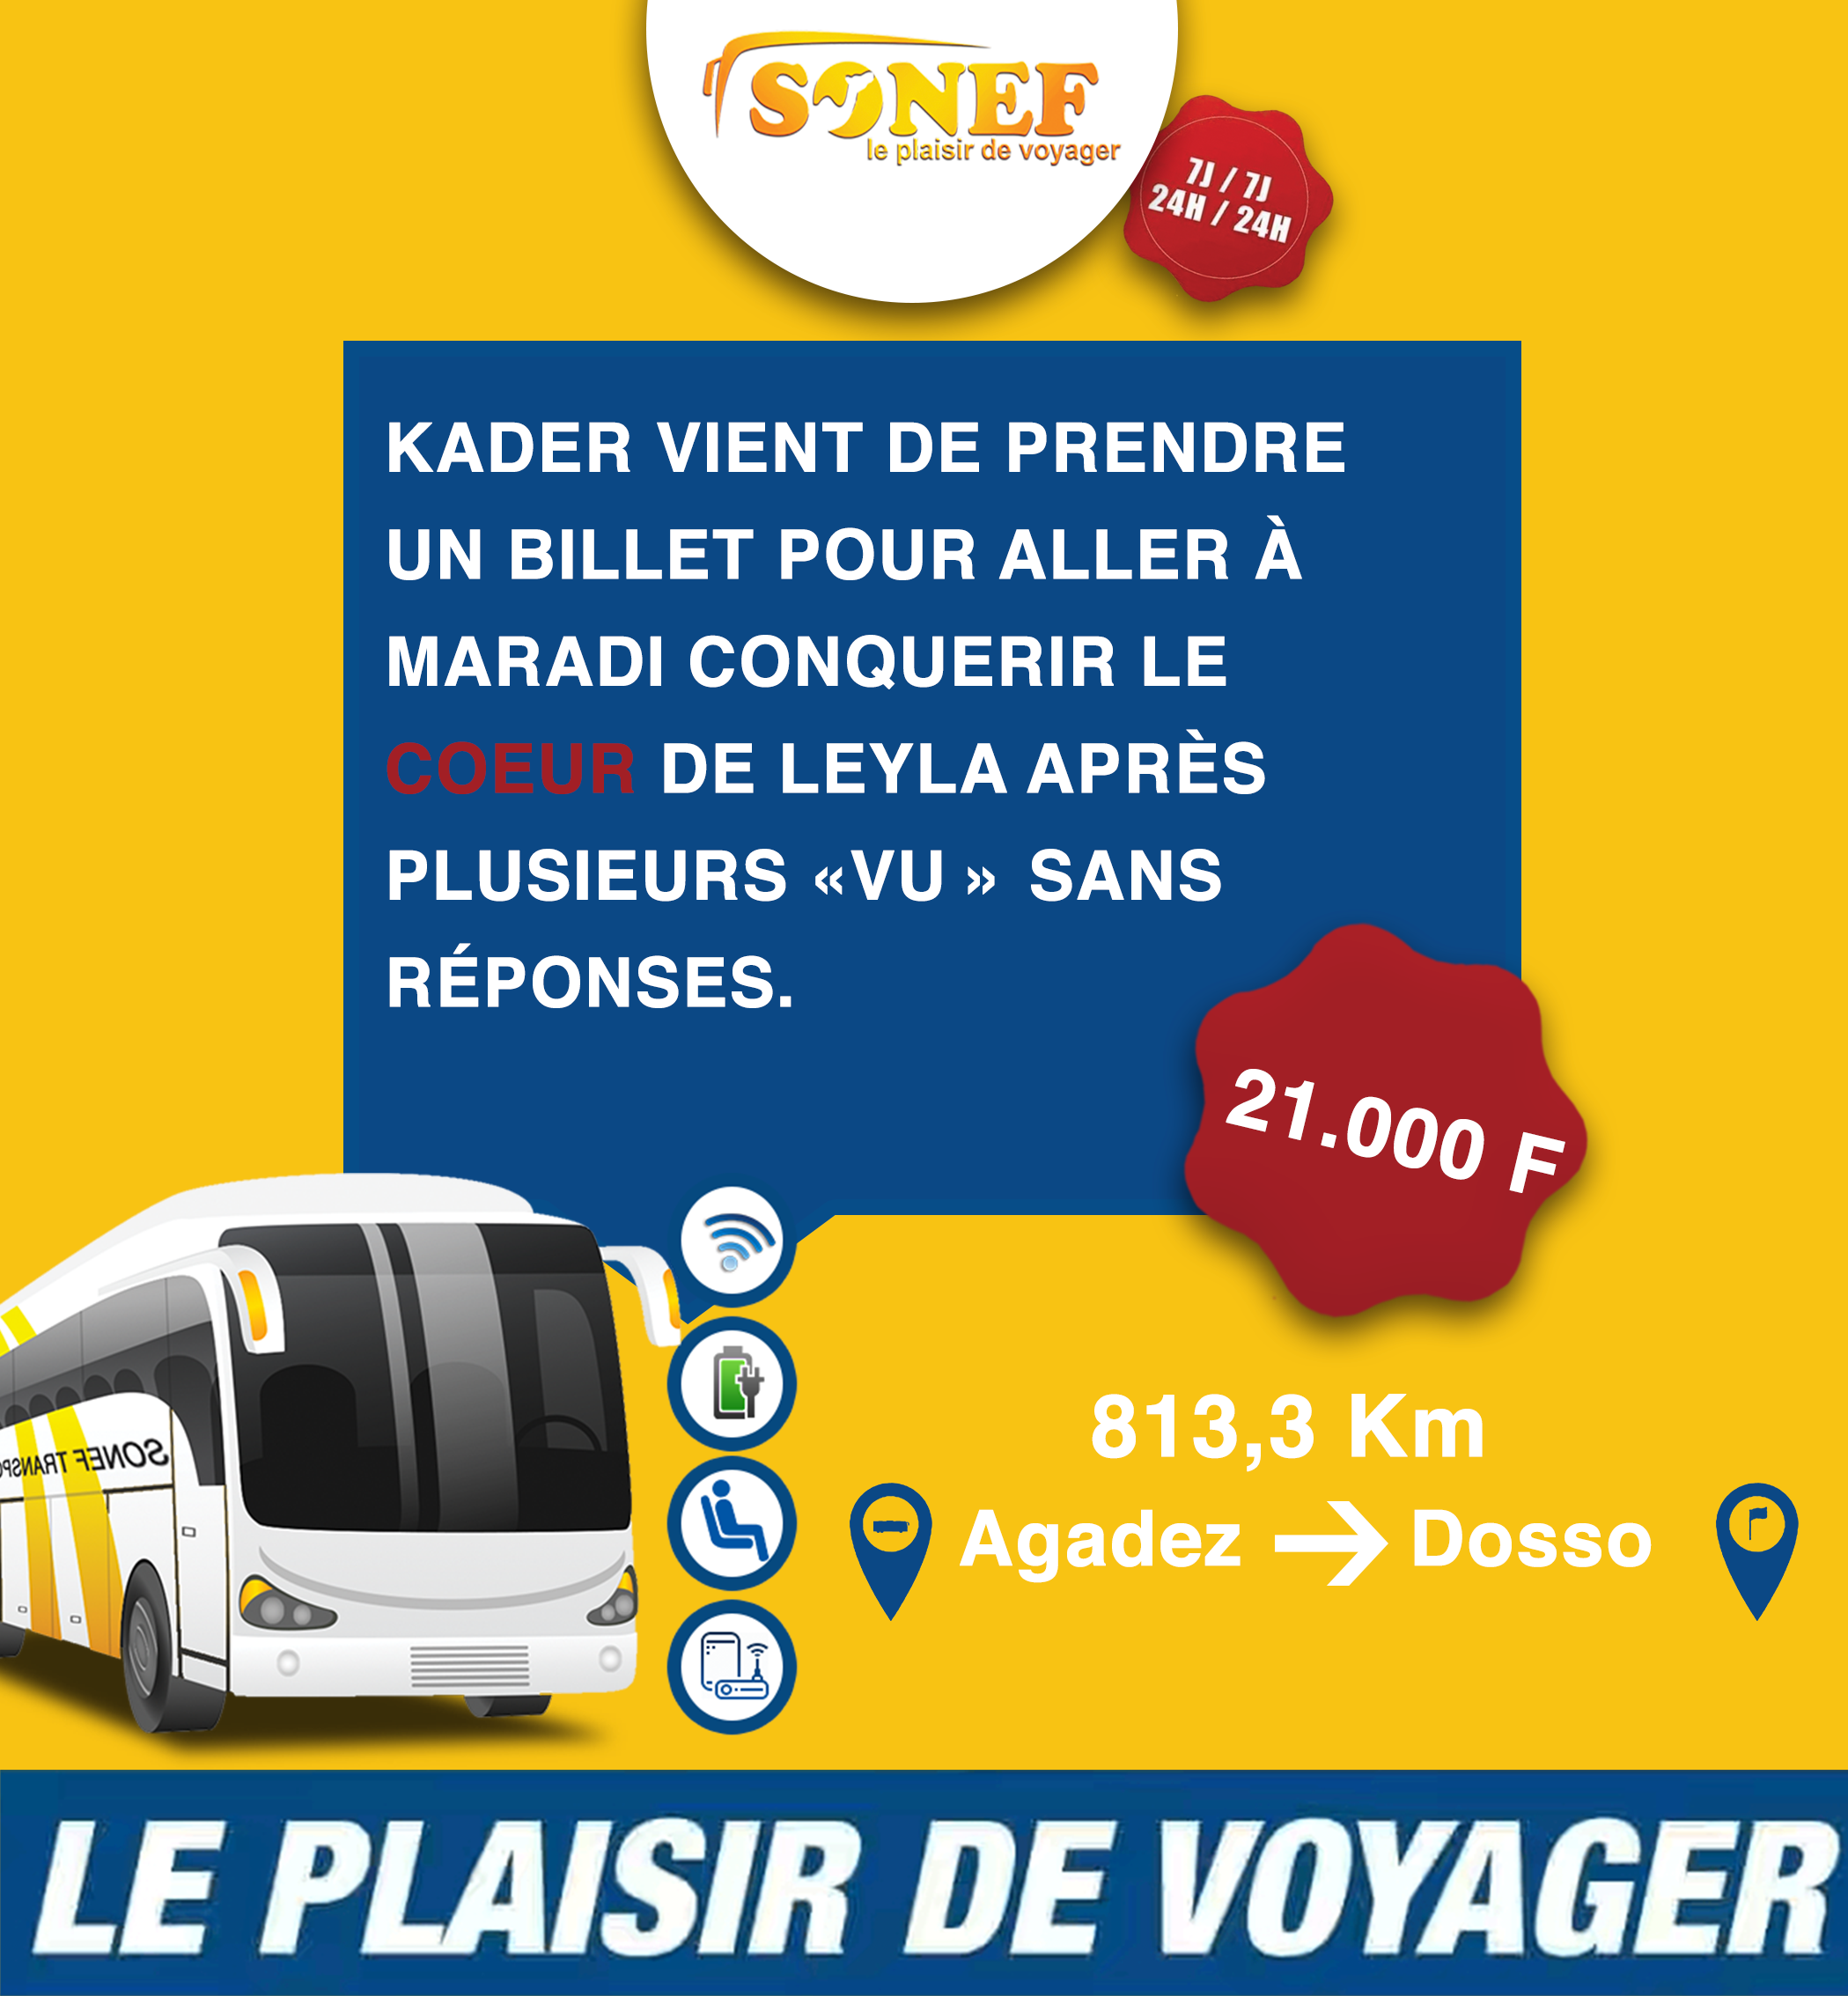 SONEF
le plaisir de voyager
7J / 7J
24H / 24H
KADER VIENT DE PRENDRE
UN BILLET POUR ALLER À
MARADI CONQUERIR LE
COEUR DE LEYLA APRÈS
PLUSIEURS «VU » SANS
RÉPONSES.
21.000 F
SONEF TRANSPO
813,3 Km
Agadez → Dosso
LE PLAISIR DE VOYAGER